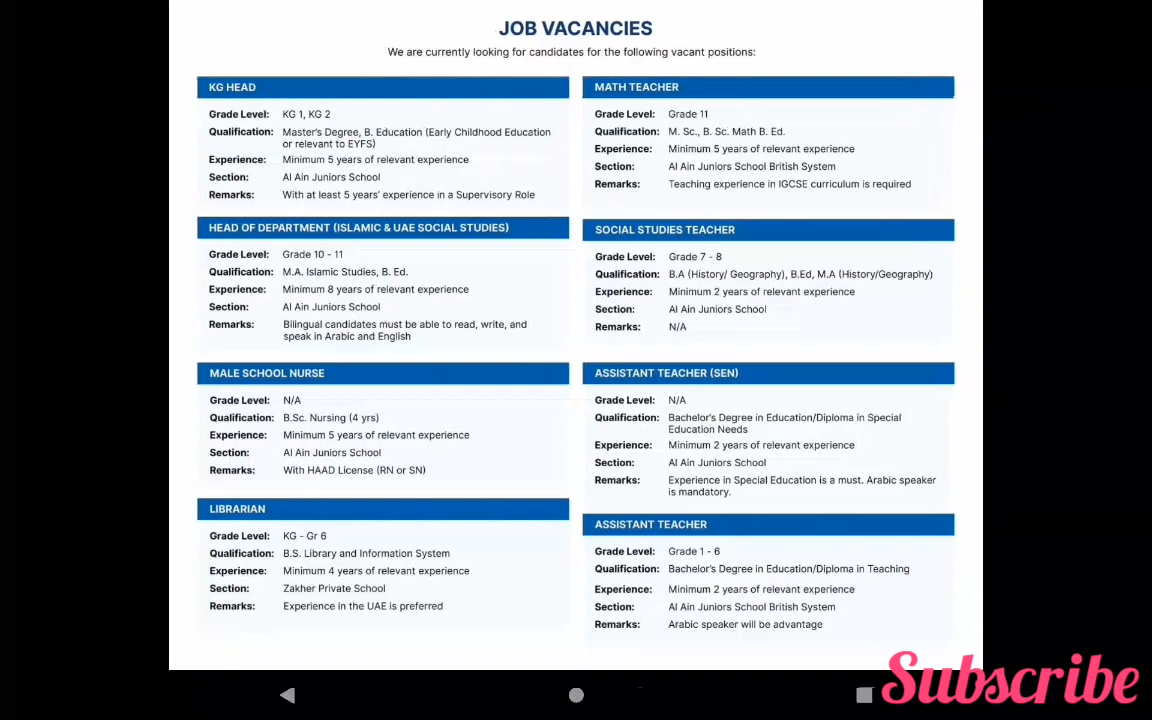 JOB VACANCIES
We are currently looking for candidates for the following vacant positions:
KG HEAD
Grade Level: KG 1, KG 2
Qualification: Master's Degree, B. Education (Early Childhood Education
or relevant to EYFS)
Experience: Minimum 5 years of relevant experience
Section: Al Ain Juniors School
Remarks: With at least 5 years' experience in a Supervisory Role
HEAD OF DEPARTMENT (ISLAMIC & UAE SOCIAL STUDIES)
Grade Level: Grade 10 - 11
Qualification: M.A. Islamic Studies, B. Ed.
Experience: Minimum 8 years of relevant experience
Section: Al Ain Juniors School
Remarks: Bilingual candidates must be able to read, write, and
speak in Arabic and English
MALE SCHOOL NURSE
Grade Level: N/A
Qualification: B.Sc. Nursing (4 yrs)
Experience: Minimum 5 years of relevant experience
Section: Al Ain Juniors School
Remarks: With HAAD License (RN or SN)
LIBRARIAN
Grade Level: KG - Gr 6
Qualification: B.S. Library and Information System
Experience: Minimum 4 years of relevant experience
Section: Zakher Private School
Remarks: Experience in the UAE is preferred
MATH TEACHER
Grade Level: Grade 11
Qualification: M. Sc., B. Sc. Math B. Ed.
Experience: Minimum 5 years of relevant experience
Section: Al Ain Juniors School British System
Remarks: Teaching experience in IGCSE curriculum is required
SOCIAL STUDIES TEACHER
Grade Level: Grade 7 - 8
Qualification: B.A (History/ Geography), B.Ed, M.A (History/Geography)
Experience: Minimum 2 years of relevant experience
Section: Al Ain Juniors School
Remarks: N/A
ASSISTANT TEACHER (SEN)
Grade Level: N/A
Qualification: Bachelor's Degree in Education/Diploma in Special
Education Needs
Experience: Minimum 2 years of relevant experience
Section: Al Ain Juniors School
Remarks: Experience in Special Education is a must. Arabic speaker
is mandatory.
ASSISTANT TEACHER
Grade Level: Grade 1 - 6
Qualification: Bachelor's Degree in Education/Diploma in Teaching
Experience: Minimum 2 years of relevant experience
Section: Al Ain Juniors School British System
Remarks: Arabic speaker will be advantage
Subscribe